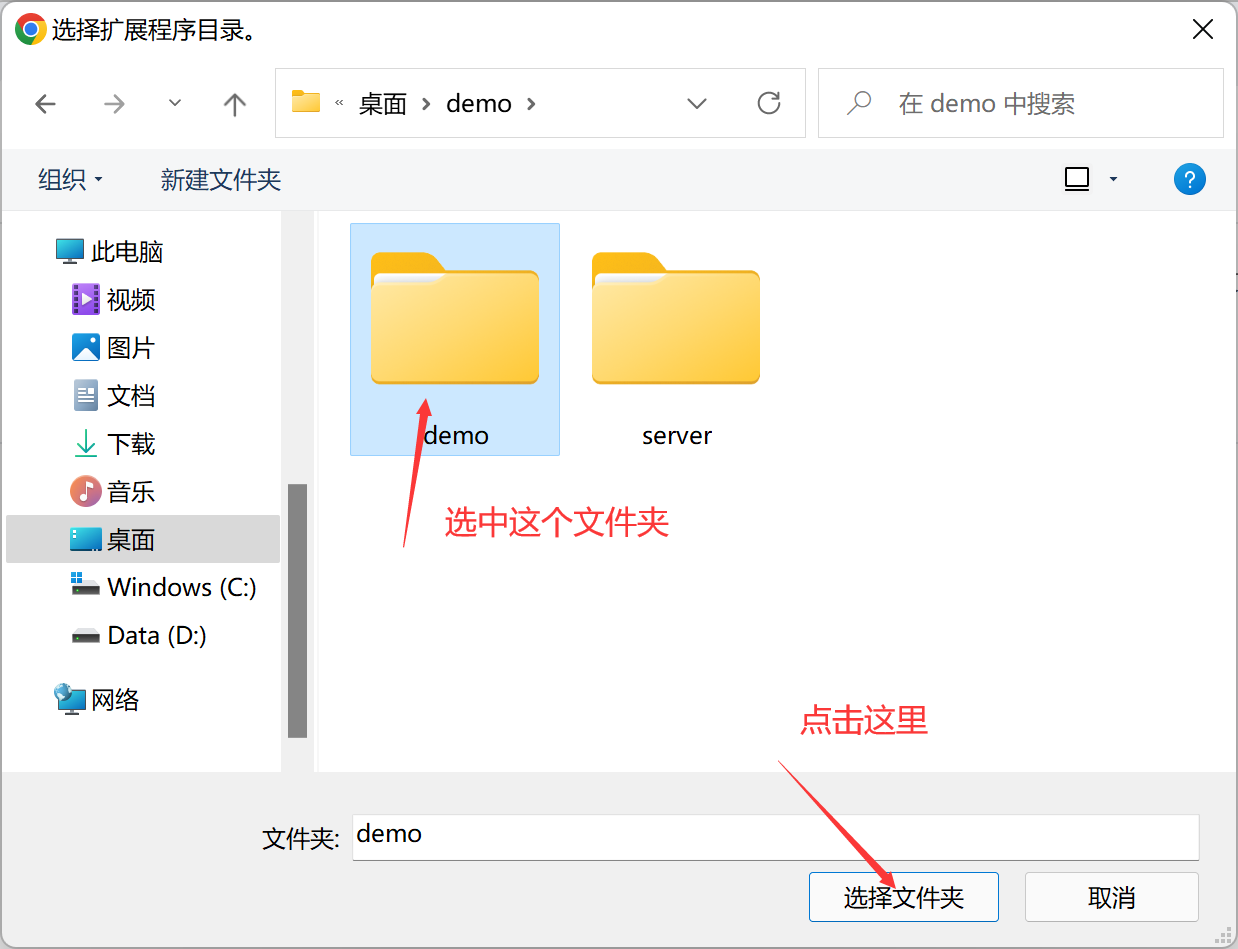 选择扩展程序目录。
« 桌面 › demo ›
在 demo 中搜索
组织
新建文件夹
?
此电脑
视频
图片
文档
下载
音乐
桌面
Windows (C:)
Data (D:)
网络
demo
server
选中这个文件夹
点击这里
文件夹:
demo
选择文件夹
取消